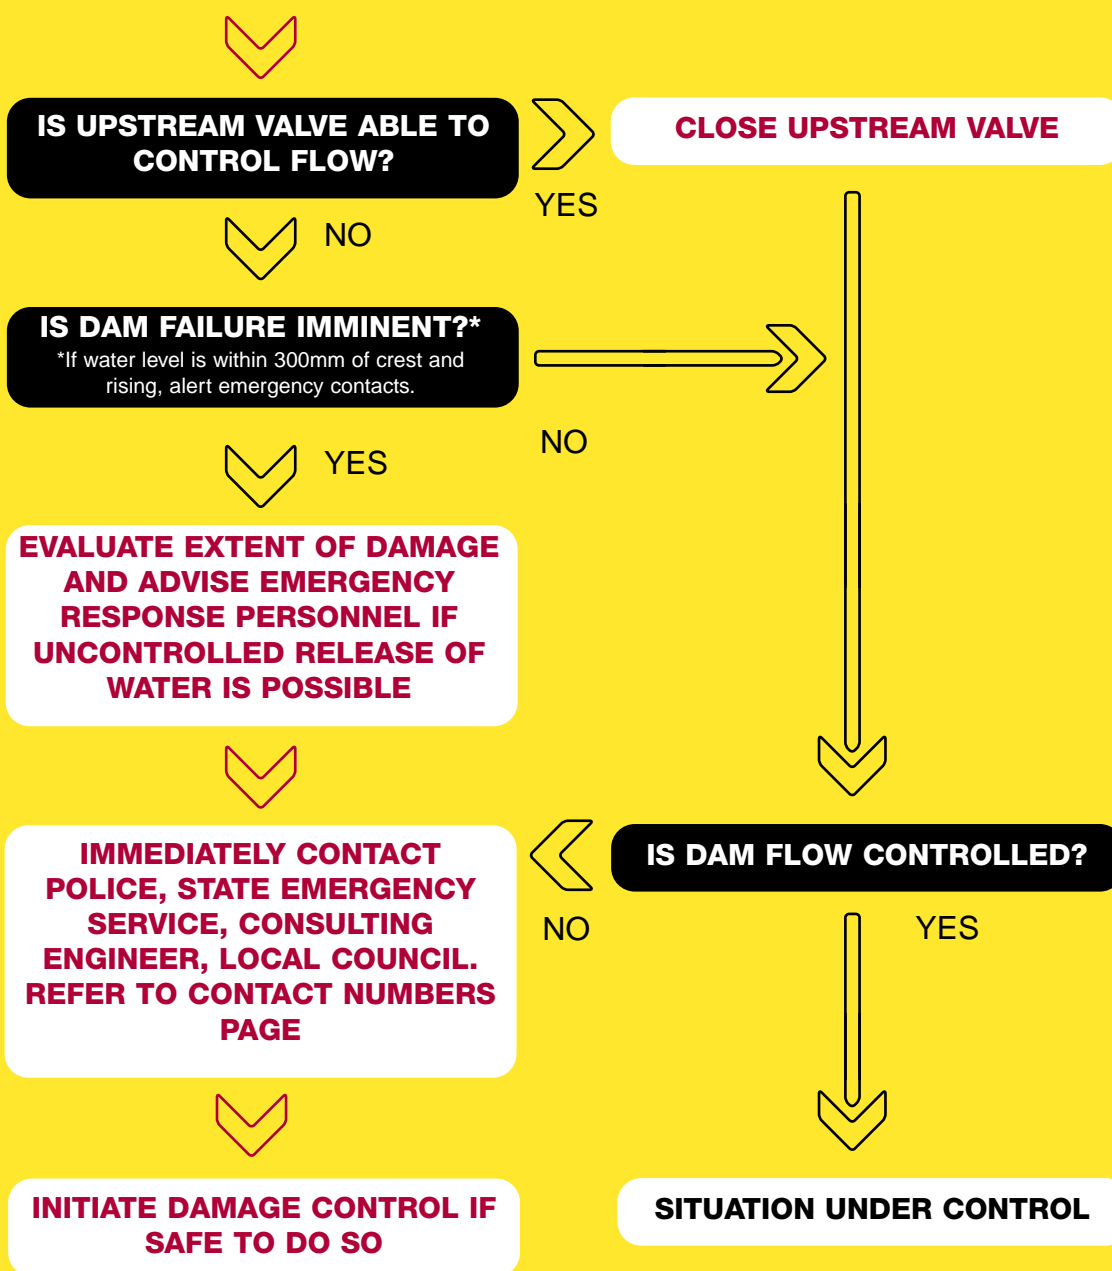 IS UPSTREAM VALVE ABLE TO
CONTROL FLOW?
YES
CLOSE UPSTREAM VALVE
NO
IS DAM FAILURE IMMINENT?*
*If water level is within 300mm of crest and
rising, alert emergency contacts.
NO
YES
EVALUATE EXTENT OF DAMAGE
AND ADVISE EMERGENCY
RESPONSE PERSONNEL IF
UNCONTROLLED RELEASE OF
WATER IS POSSIBLE
IMMEDIATELY CONTACT
POLICE, STATE EMERGENCY
SERVICE, CONSULTING
ENGINEER, LOCAL COUNCIL.
REFER TO CONTACT NUMBERS
PAGE
IS DAM FLOW CONTROLLED?
NO
YES
INITIATE DAMAGE CONTROL IF
SAFE TO DO SO
SITUATION UNDER CONTROL